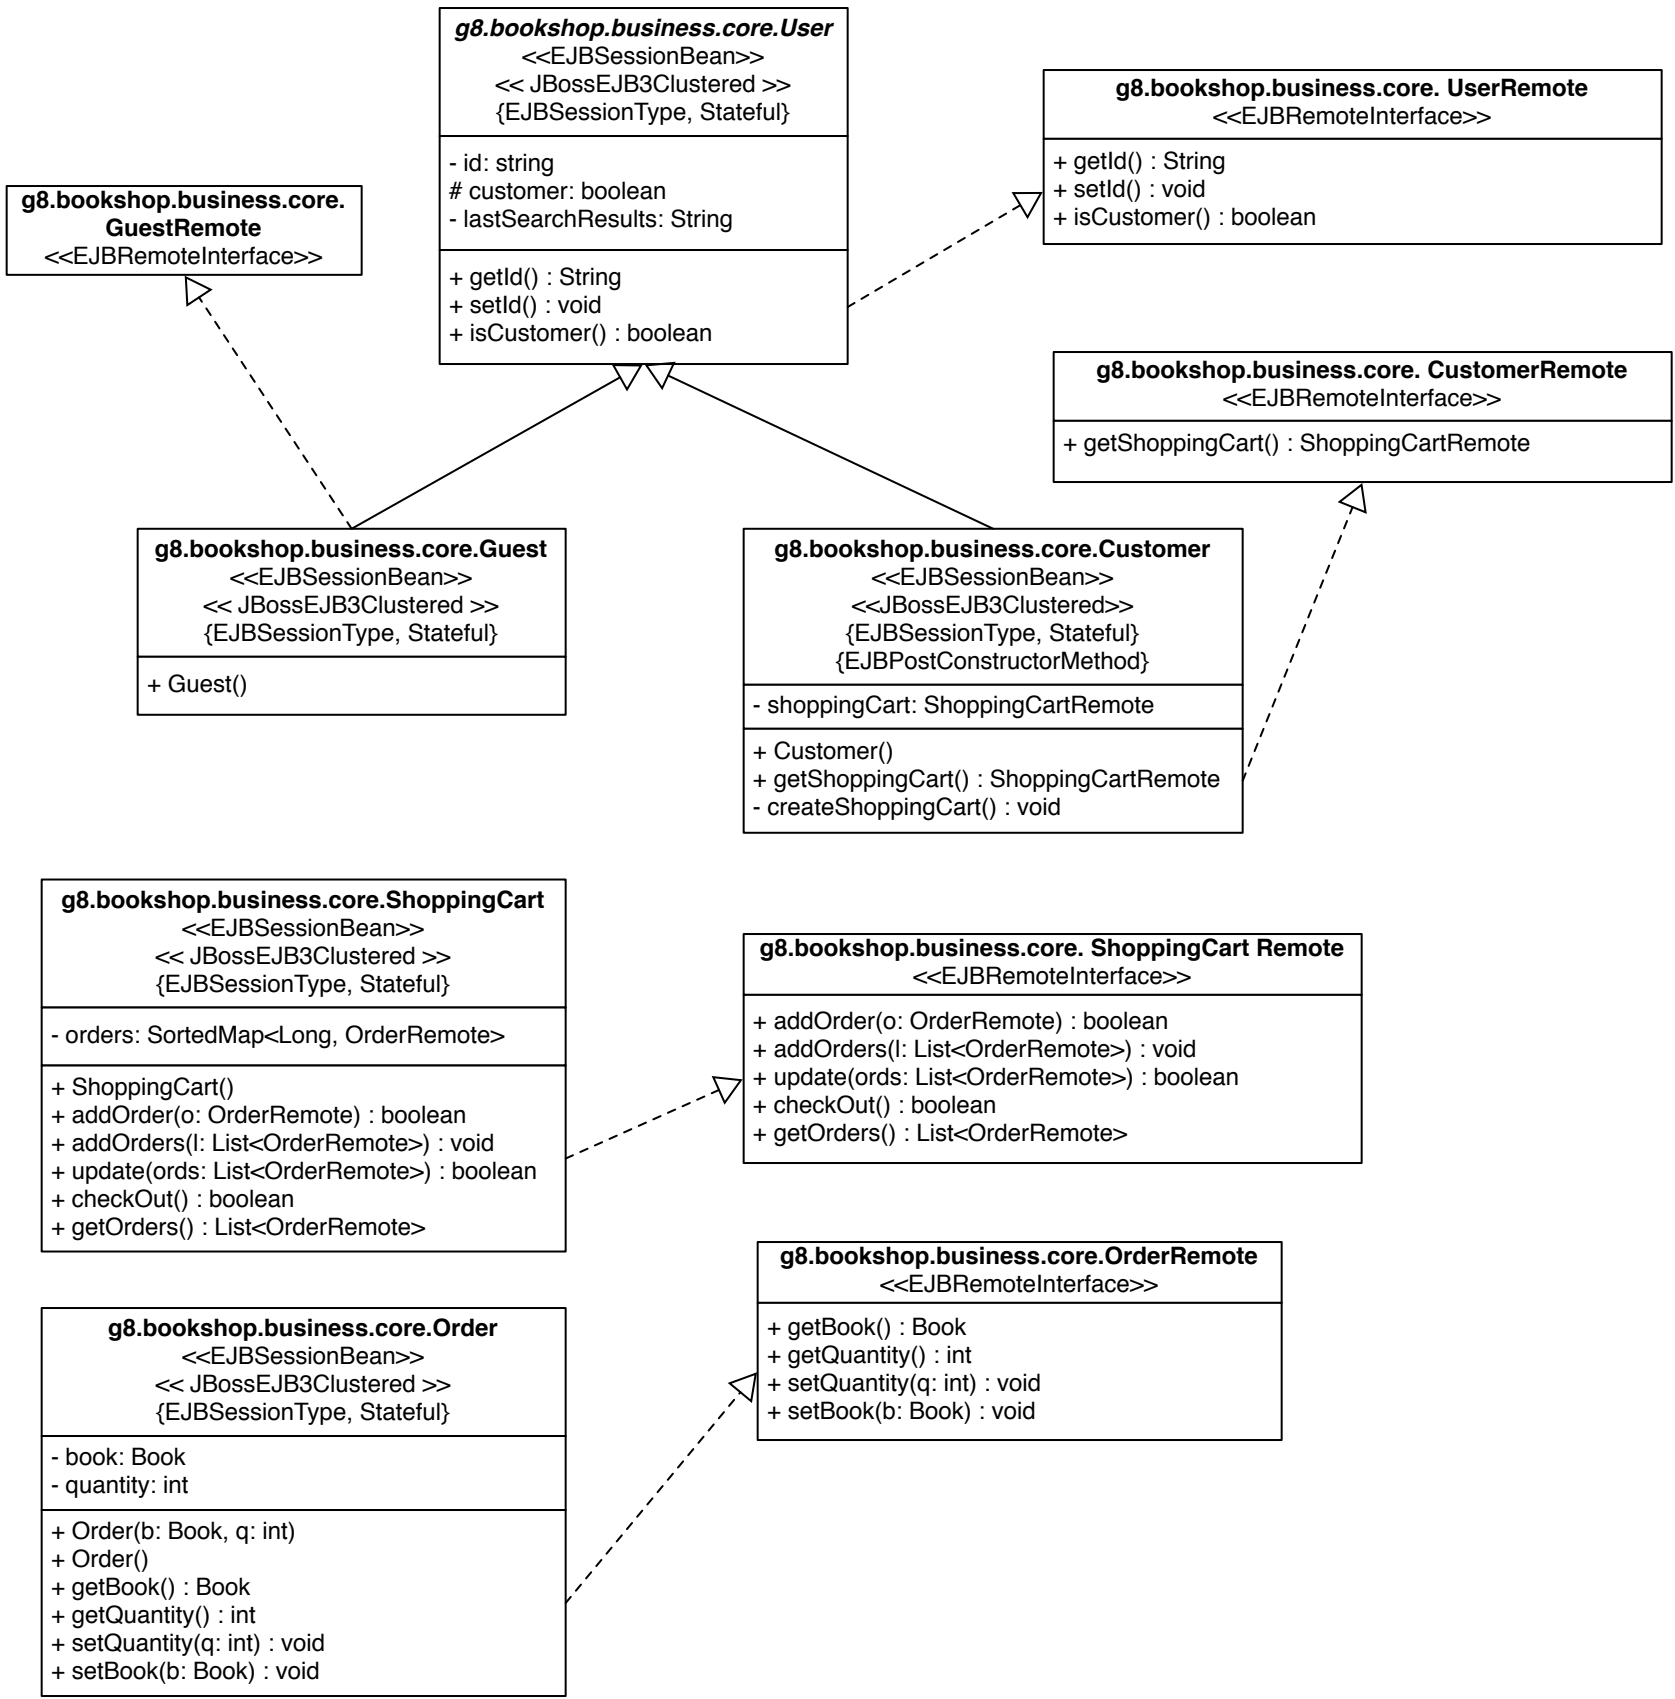 g8.bookshop.business.core.User
<<EJBSessionBean>>
<< JBossEJB3Clustered >>
{EJBSessionType, Stateful}
- id: string
# customer: boolean
- lastSearchResults: String
+ getId() : String
+ setId() : void
+ isCustomer() : boolean
g8.bookshop.business.core. UserRemote
<<EJBRemoteInterface>>
+ getId() : String
+ setId() : void
+ isCustomer() : boolean
g8.bookshop.business.core.
GuestRemote
<<EJBRemoteInterface>>
g8.bookshop.business.core. CustomerRemote
<<EJBRemoteInterface>>
+ getShoppingCart() : ShoppingCartRemote
g8.bookshop.business.core.Guest
<<EJBSessionBean>>
<< JBossEJB3Clustered >>
{EJBSessionType, Stateful}
+ Guest()
g8.bookshop.business.core.Customer
<<EJBSessionBean>>
<<JBossEJB3Clustered>>
{EJBSessionType, Stateful}
{EJBPostConstructorMethod}
- shoppingCart: ShoppingCartRemote
+ Customer()
+ getShoppingCart() : ShoppingCartRemote
- createShoppingCart() : void
g8.bookshop.business.core.ShoppingCart
<<EJBSessionBean>>
<< JBossEJB3Clustered >>
{EJBSessionType, Stateful}
- orders: SortedMap<Long, OrderRemote>
+ ShoppingCart()
+ addOrder(o: OrderRemote) : boolean
+ addOrders(l: List<OrderRemote>) : void
+ update(ords: List<OrderRemote>) : boolean
+ checkOut() : boolean
+ getOrders() : List<OrderRemote>
g8.bookshop.business.core. ShoppingCart Remote
<<EJBRemoteInterface>>
+ addOrder(o: OrderRemote) : boolean
+ addOrders(l: List<OrderRemote>) : void
+ update(ords: List<OrderRemote>) : boolean
+ checkOut() : boolean
+ getOrders() : List<OrderRemote>
g8.bookshop.business.core.OrderRemote
<<EJBRemoteInterface>>
+ getBook() : Book
+ getQuantity() : int
+ setQuantity(q: int) : void
+ setBook(b: Book) : void
g8.bookshop.business.core.Order
<<EJBSessionBean>>
<< JBossEJB3Clustered >>
{EJBSessionType, Stateful}
- book: Book
- quantity: int
+ Order(b: Book, q: int)
+ Order()
+ getBook() : Book
+ getQuantity() : int
+ setQuantity(q: int) : void
+ setBook(b: Book) : void